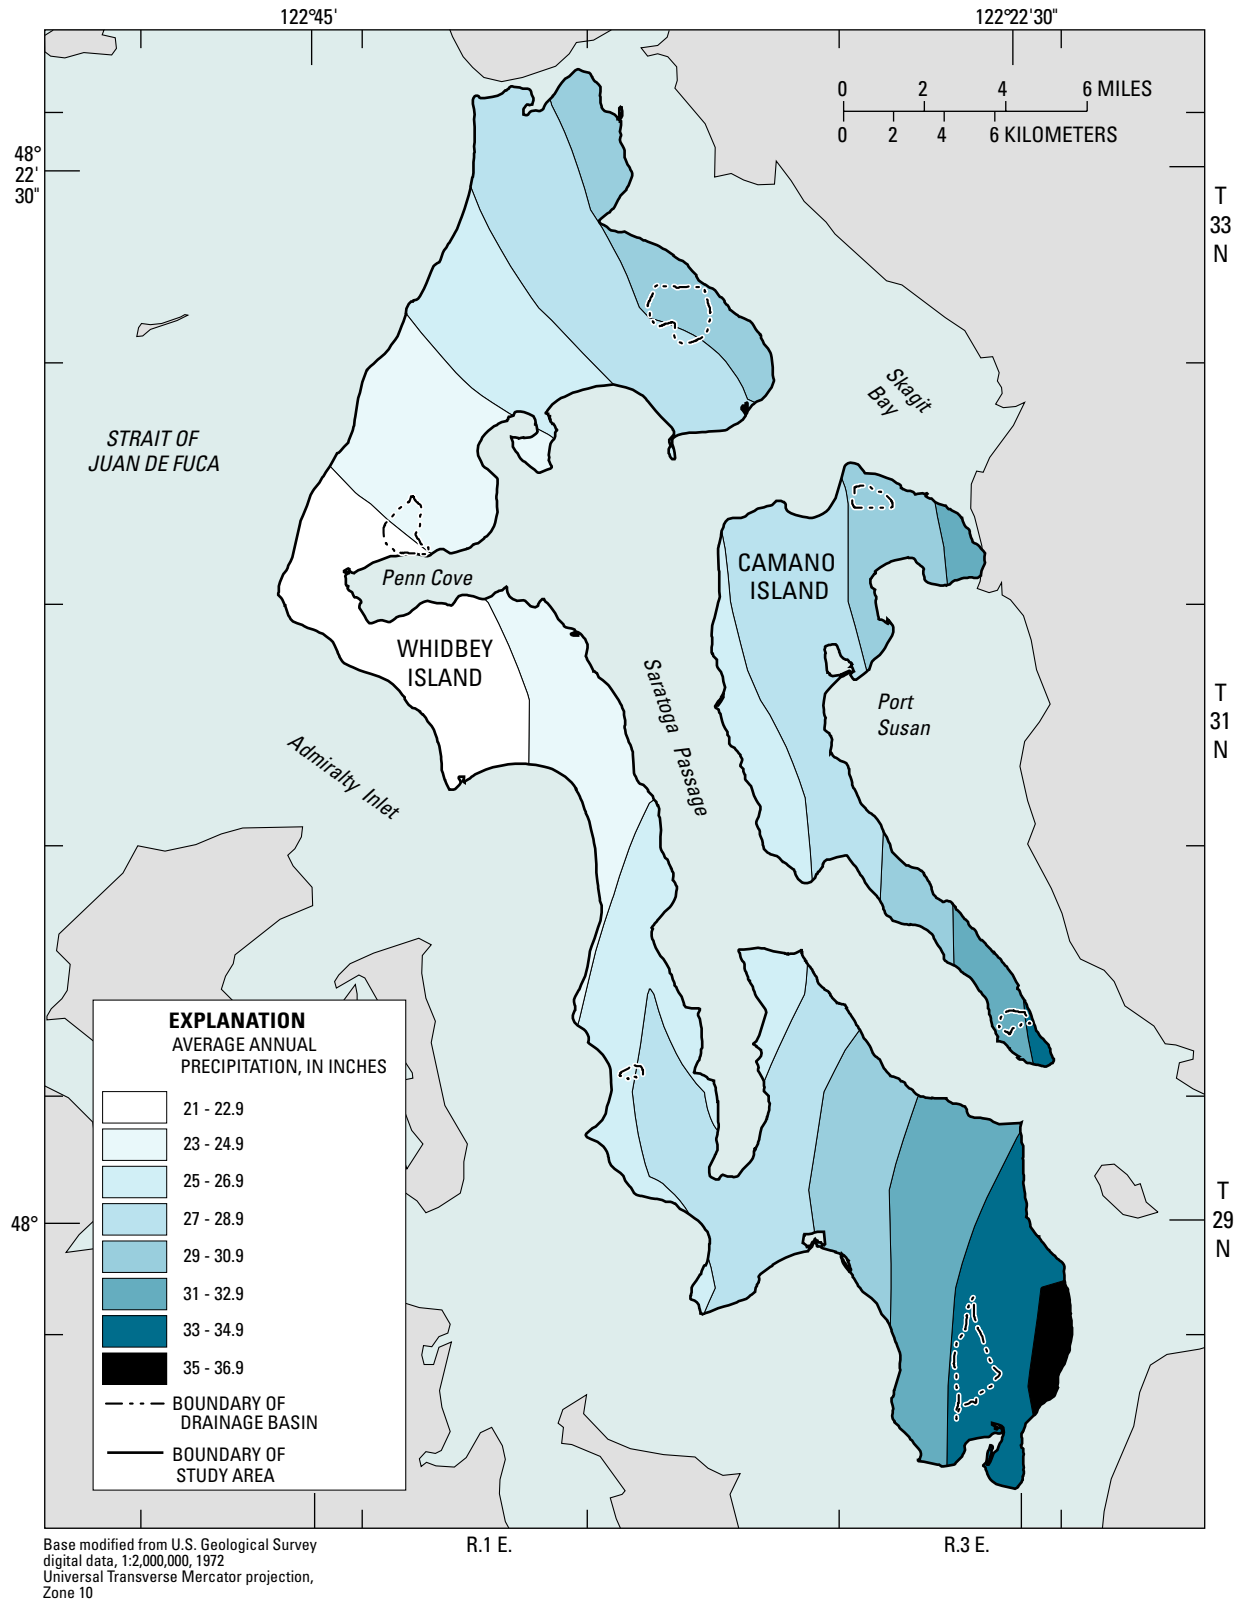 122°45'
122°22'30"
0 2 4 6 MILES
0 2 4 6 KILOMETERS
48°
22'
30"
T
33
N
Skagit
Bay
STRAIT OF
JUAN DE FUCA
CAMANO
ISLAND
Penn Cove
WHIDBEY
ISLAND
Saratoga Passage
Port
Susan
T
31
N
Admiralty Inlet
EXPLANATION
AVERAGE ANNUAL
PRECIPITATION, IN INCHES
21 - 22.9
23 - 24.9
25 - 26.9
27 - 28.9
29 - 30.9
31 - 32.9
33 - 34.9
35 - 36.9
BOUNDARY OF
DRAINAGE BASIN
BOUNDARY OF
STUDY AREA
48°
T
29
N
R.1 E.
R.3 E.
Base modified from U.S. Geological Survey
digital data, 1:2,000,000, 1972
Universal Transverse Mercator projection,
Zone 10